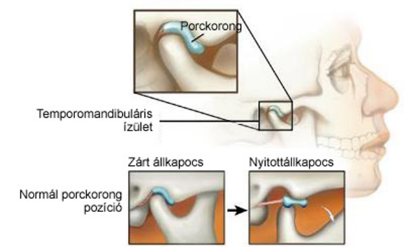 Porckorong
Temporomandibuláris
ízület
Zárt állkapocs
Nyitottállkapocs
Normál porckorong
pozíció